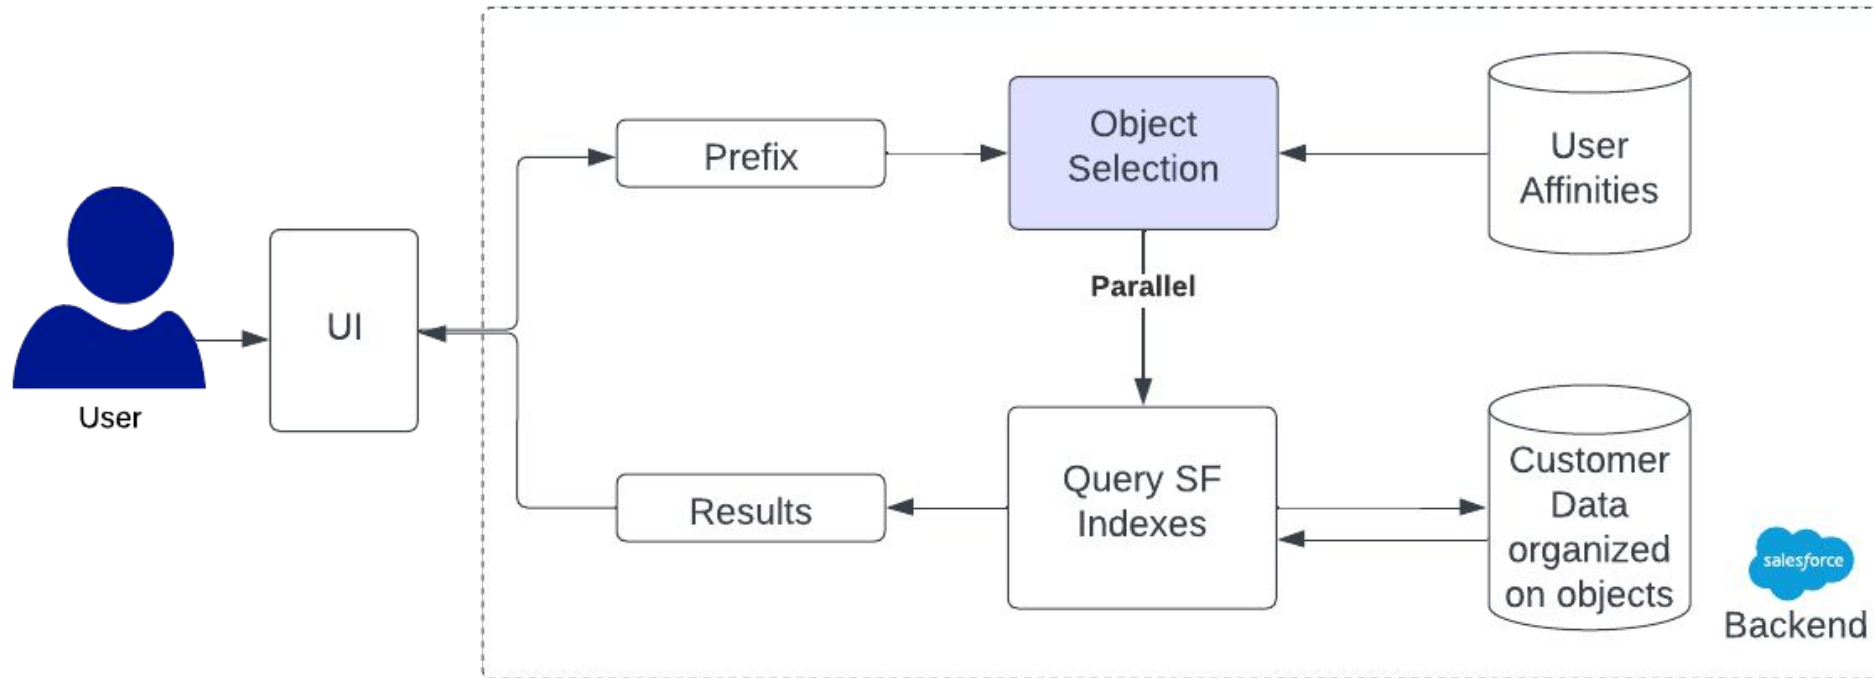 Prefix
Object
Selection
User
Affinities
Parallel
UI
User
Results
Query SF
Indexes
Customer
Data
organized
on objects
salesforce
Backend